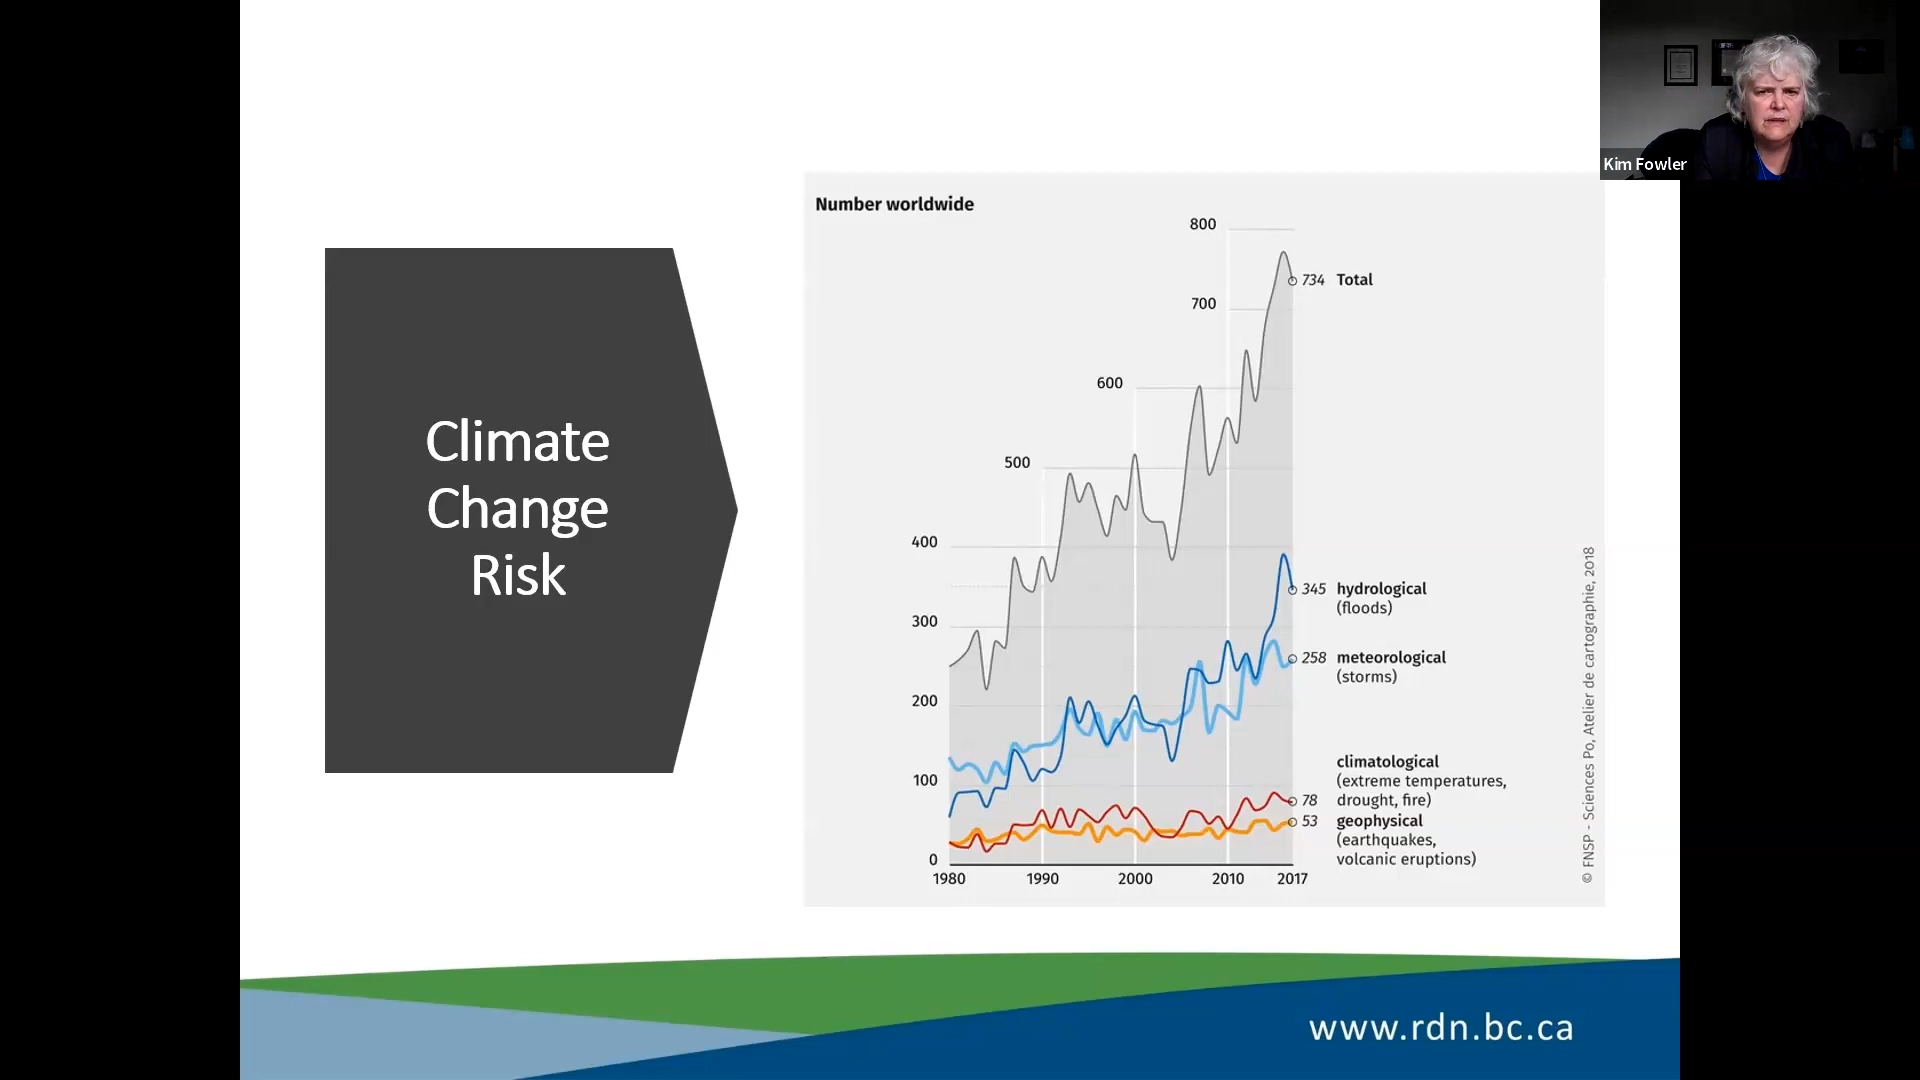 Kim Fowler
Climate
Change
Risk
Number worldwide
800
700
600
500
400
300
200
100
0
1980 1990 2000 2010 2017
734 Total
345 hydrological
(floods)
258 meteorological
(storms)
climatological
(extreme temperatures,
78 drought, fire)
53 geophysical
(earthquakes,
volcanic eruptions)
© FNSP - Sciences Po, Atelier de cartographie, 2018
www.rdn.bc.ca